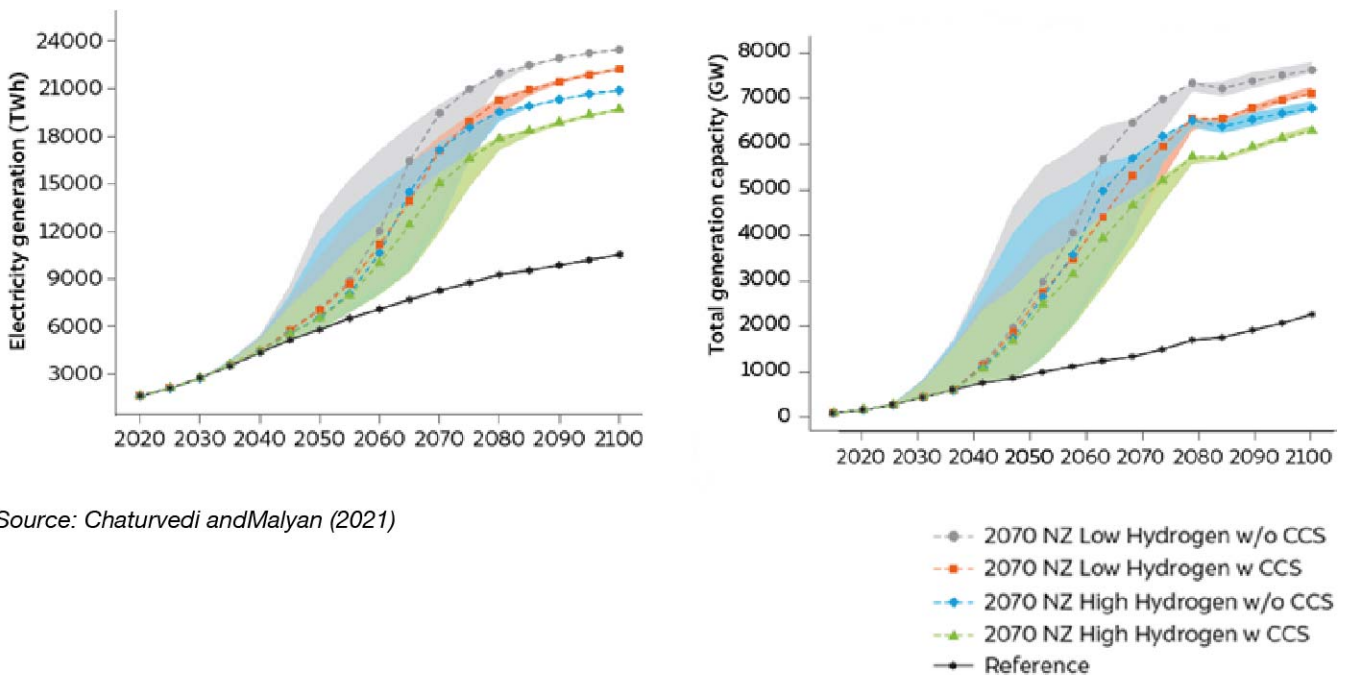 Electricity generation (TWh)
24000
21000
18000
15000
12000
9000
6000
3000
2020 2030 2040 2050 2060 2070 2080 2090 2100
Total generation capacity (GW)
8000
7000
6000
5000
4000
3000
2000
1000
0
2020 2030 2040 2050 2060 2070 2080 2090 2100
Source: Chaturvedi andMalyan (2021)
2070 NZ Low Hydrogen w/o CCS
2070 NZ Low Hydrogen w CCS
2070 NZ High Hydrogen w/o CCS
2070 NZ High Hydrogen w CCS
Reference